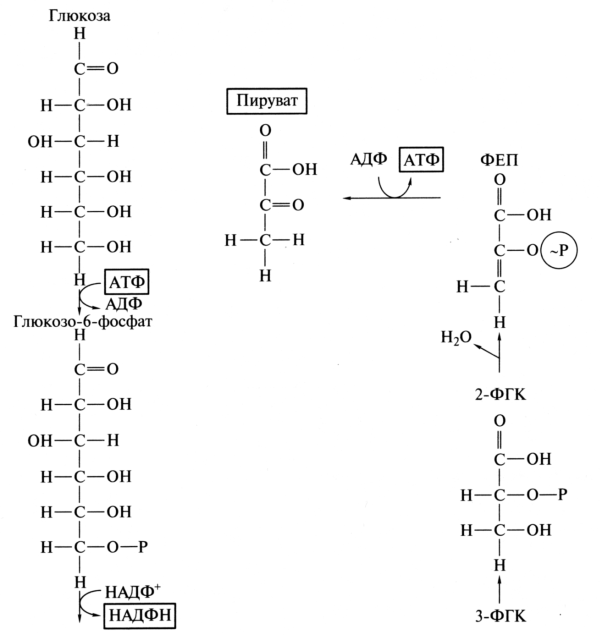 Глюкоза
H
C=O
H—C—OH
OH—C—H
H—C—OH
H—C—OH
H—C—OH
H
АТФ
АДФ
Глюкозо-6-фосфат
H
C=O
H—C—OH
OH—C—H
H—C—OH
H—C—OH
H—C—O—P
H
НАДФ⁺
НАДФН
Пируват
O
C—OH
C=O
H—C—H
H
АДФ АТФ
ФЕП
O
C—OH
C—O ~P
H—C
H
H₂O
2-ФГК
O
C—OH
H—C—O—P
H—C—OH
H
3-ФГК